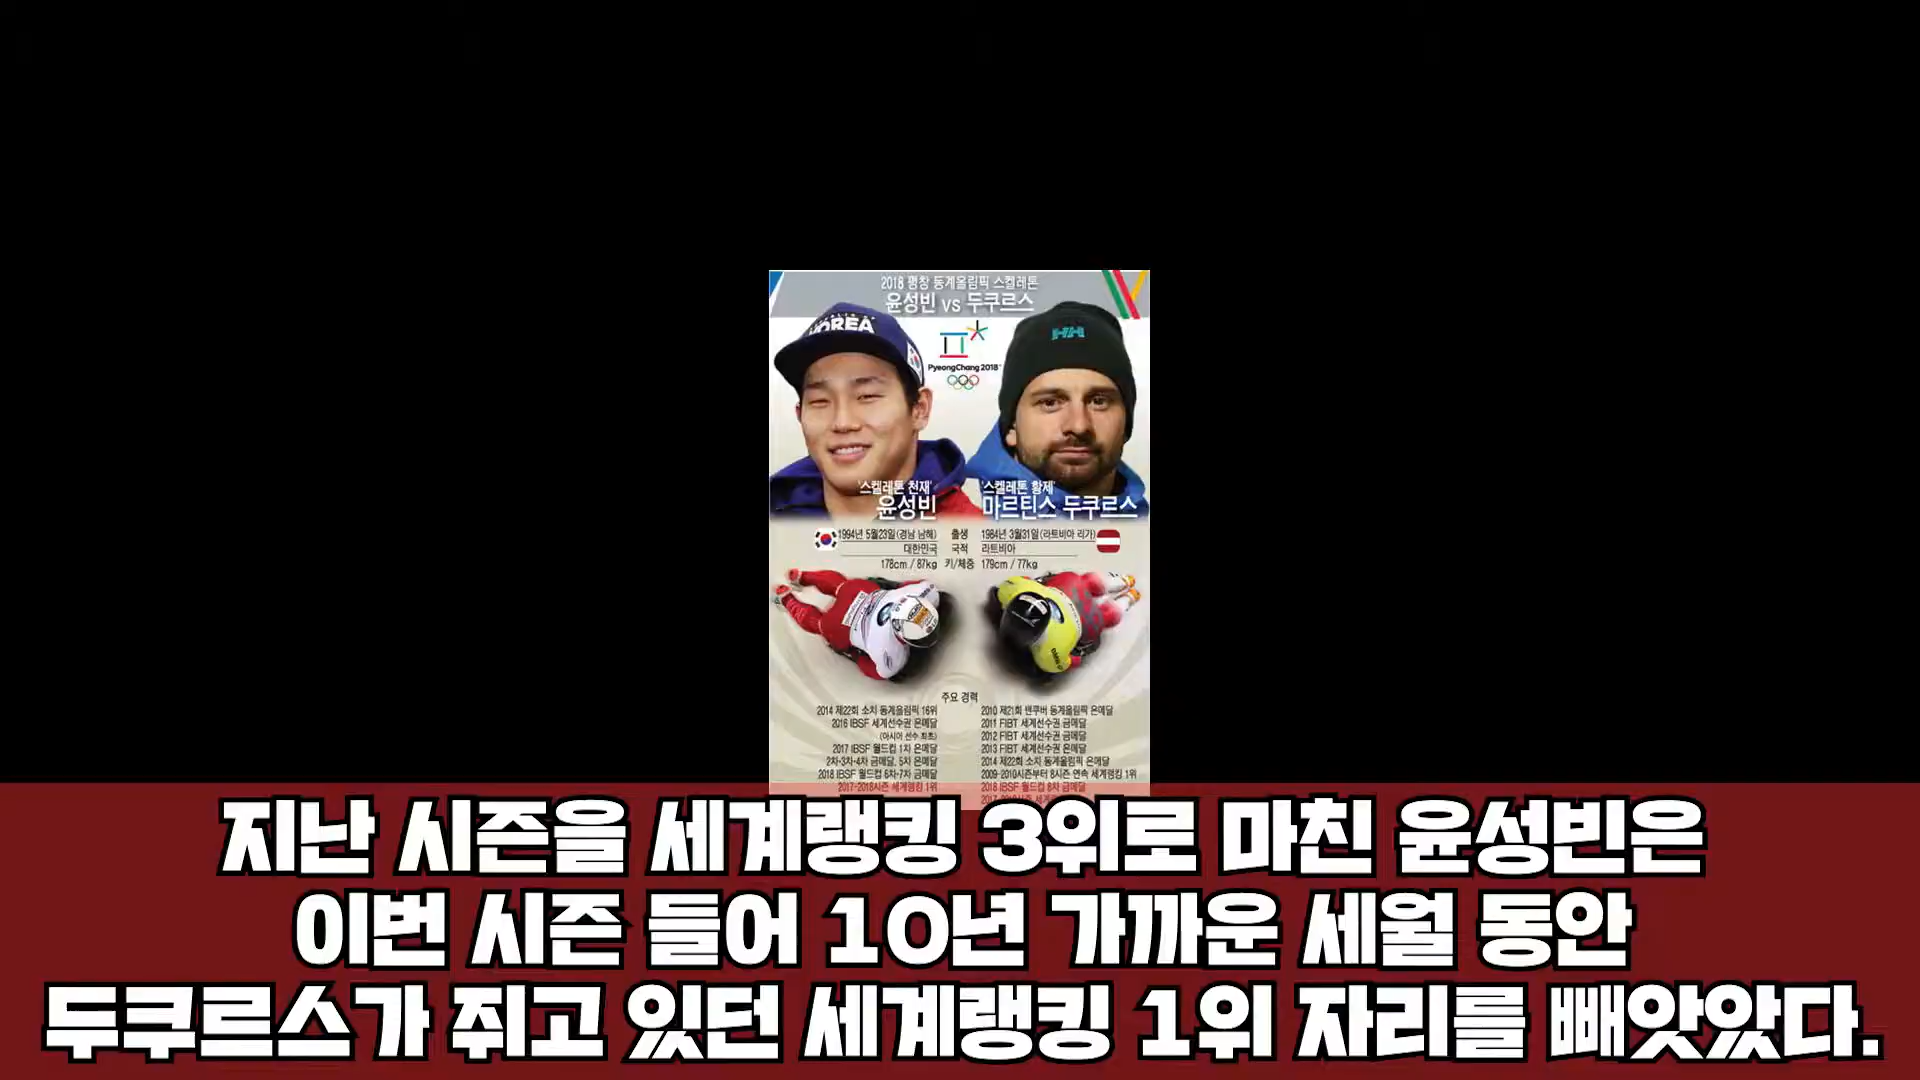 2018 평창 동계올림픽 스켈레톤
윤성빈 vs 두쿠르스
KOREA
HH
PyeongChang 2018
'스켈레톤 천재'
윤성빈
'스켈레톤 황제'
마르틴스 두쿠르스
1994년 5월23일(경남 남해) 출생 1984년 3월31일(라트비아 리가)
대한민국 국적 라트비아
178cm / 87kg 키/체중 179cm / 77kg
주요 경력
2014 제22회 소치 동계올림픽 16위
2016 IBSF 세계선수권 은메달
(아시아 선수 최초)
2017 IBSF 월드컵 1차 은메달
2차·3차·4차 금메달, 5차 은메달
2018 IBSF 월드컵 6차·7차 금메달
2017-2018시즌 세계랭킹 1위
2010 제21회 밴쿠버 동계올림픽 은메달
2011 FIBT 세계선수권 금메달
2012 FIBT 세계선수권 금메달
2013 FIBT 세계선수권 은메달
2014 제22회 소치 동계올림픽 은메달
2009-2010시즌부터 8시즌 연속 세계랭킹 1위
2018 IBSF 월드컵 8차 금메달
지난 시즌을 세계랭킹 3위로 마친 윤성빈은
이번 시즌 들어 10년 가까운 세월 동안
두쿠르스가 쥐고 있던 세계랭킹 1위 자리를 빼앗았다.